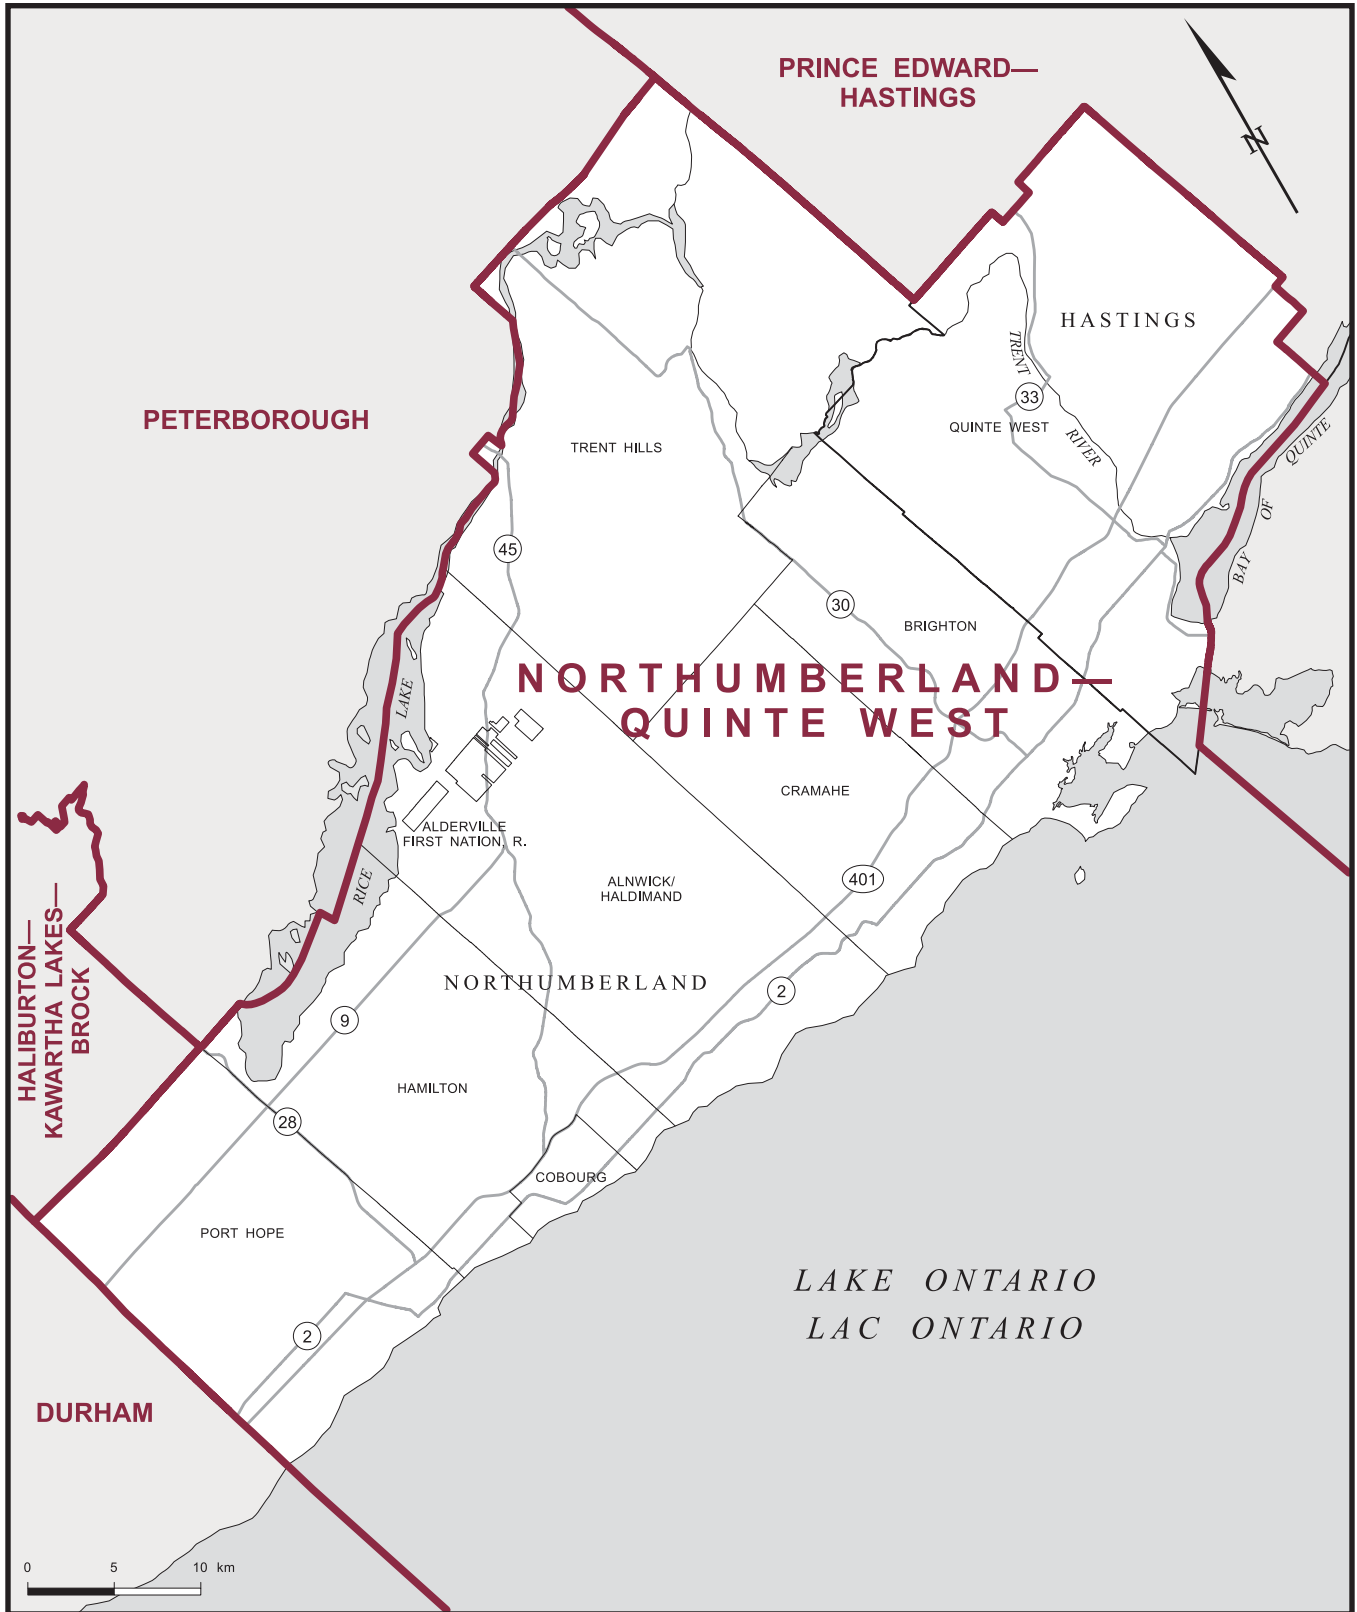 PRINCE EDWARD—
HASTINGS
N
HASTINGS
TRENT
RIVER
33
QUINTE WEST
BAY OF QUINTE
PETERBOROUGH
TRENT HILLS
45
30
BRIGHTON
NORTHUMBERLAND—
QUINTE WEST
RICE LAKE
CRAMAHE
ALDERVILLE
FIRST NATION, R.
401
ALNWICK/
HALDIMAND
HALIBURTON—
KAWARTHA LAKES—
BROCK
NORTHUMBERLAND
2
9
HAMILTON
28
COBOURG
PORT HOPE
LAKE ONTARIO
LAC ONTARIO
2
DURHAM
0 5 10 km